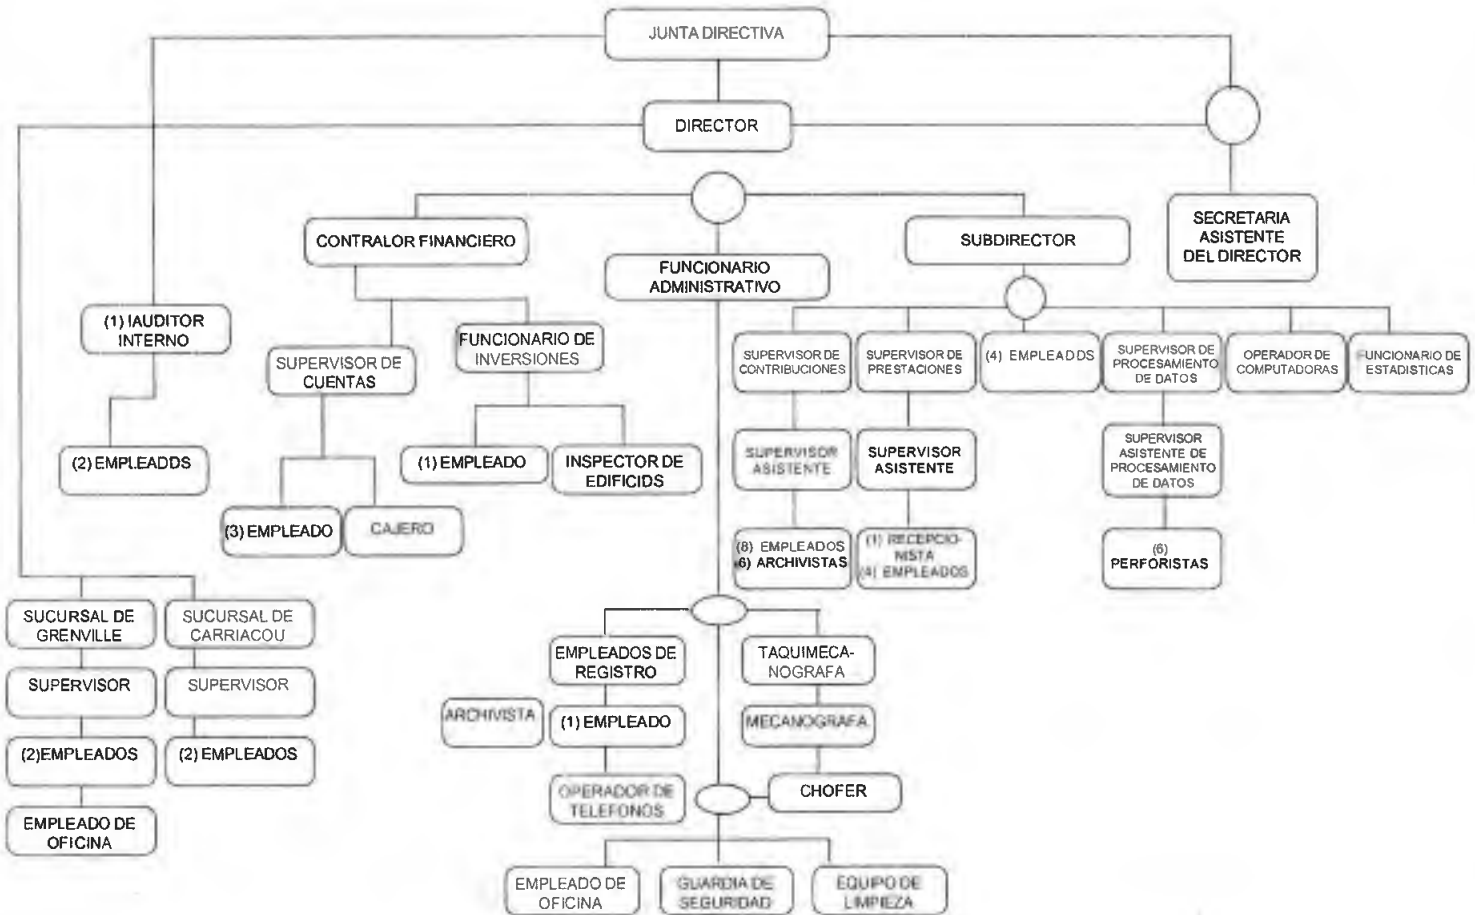 JUNTA DIRECTIVA
DIRECTOR
SECRETARIA
ASISTENTE
DEL DIRECTOR
CONTRALOR FINANCIERO
SUBDIRECTOR
FUNCIONARIO
ADMINISTRATIVO
(1) IAUDITOR
INTERNO
FUNCIONARIO DE
INVERSIONES
SUPERVISOR DE
CUENTAS
SUPERVISOR DE
CONTRIBUCIONES
SUPERVISOR DE
PRESTACIONES
(4) EMPLEADDS
SUPERVISOR DE
PROCESAMIENTO
DE DATOS
OPERADOR DE
COMPUTADORAS
FUNCIONARIO DE
ESTADISTICAS
(2) EMPLEADDS
(1) EMPLEADO
INSPECTOR DE
EDIFICIDS
SUPERVISOR
ASISTENTE
SUPERVISOR
ASISTENTE
SUPERVISOR
ASISTENTE DE
PROCESAMIENTO
DE DATOS
(3) EMPLEADO
CAJERO
(8) EMPLEADOS
(6) ARCHIVISTAS
(1) RECEPCIO-
NISTA
(4) EMPLEADOS
(6)
PERFORISTAS
SUCURSAL DE
GRENVILLE
SUCURSAL DE
CARRIACOU
SUPERVISOR
SUPERVISOR
(2)EMPLEADOS
(2) EMPLEADOS
EMPLEADO DE
OFICINA
EMPLEADOS DE
REGISTRO
TAQUIMECA-
NOGRAFA
ARCHIVISTA
(1) EMPLEADO
MECANOGRAFA
OPERADOR DE
TELEFONOS
CHOFER
EMPLEADO DE
OFICINA
GUARDIA DE
SEGURIDAD
EQUIPO DE
LIMPIEZA